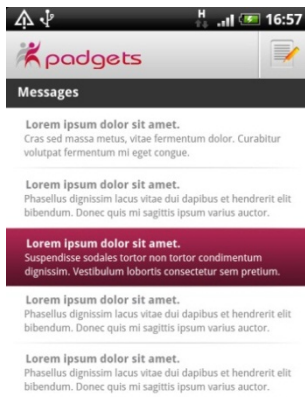 H 16:57
padgets
Messages
Lorem ipsum dolor sit amet.
Cras sed massa metus, vitae fermentum dolor. Curabitur
volutpat fermentum mi eget congue.
Lorem ipsum dolor sit amet.
Phasellus dignissim lacus vitae dui dapibus et hendrerit elit
bibendum. Donec quis mi sagittis ipsum varius auctor.
Lorem ipsum dolor sit amet.
Suspendisse sodales tortor non tortor condimentum
dignissim. Vestibulum lobortis consectetur sem pretium.
Lorem ipsum dolor sit amet.
Phasellus dignissim lacus vitae dui dapibus et hendrerit elit
bibendum. Donec quis mi sagittis ipsum varius auctor.
Lorem ipsum dolor sit amet.
Phasellus dignissim lacus vitae dui dapibus et hendrerit elit
bibendum. Donec quis mi sagittis ipsum varius auctor.